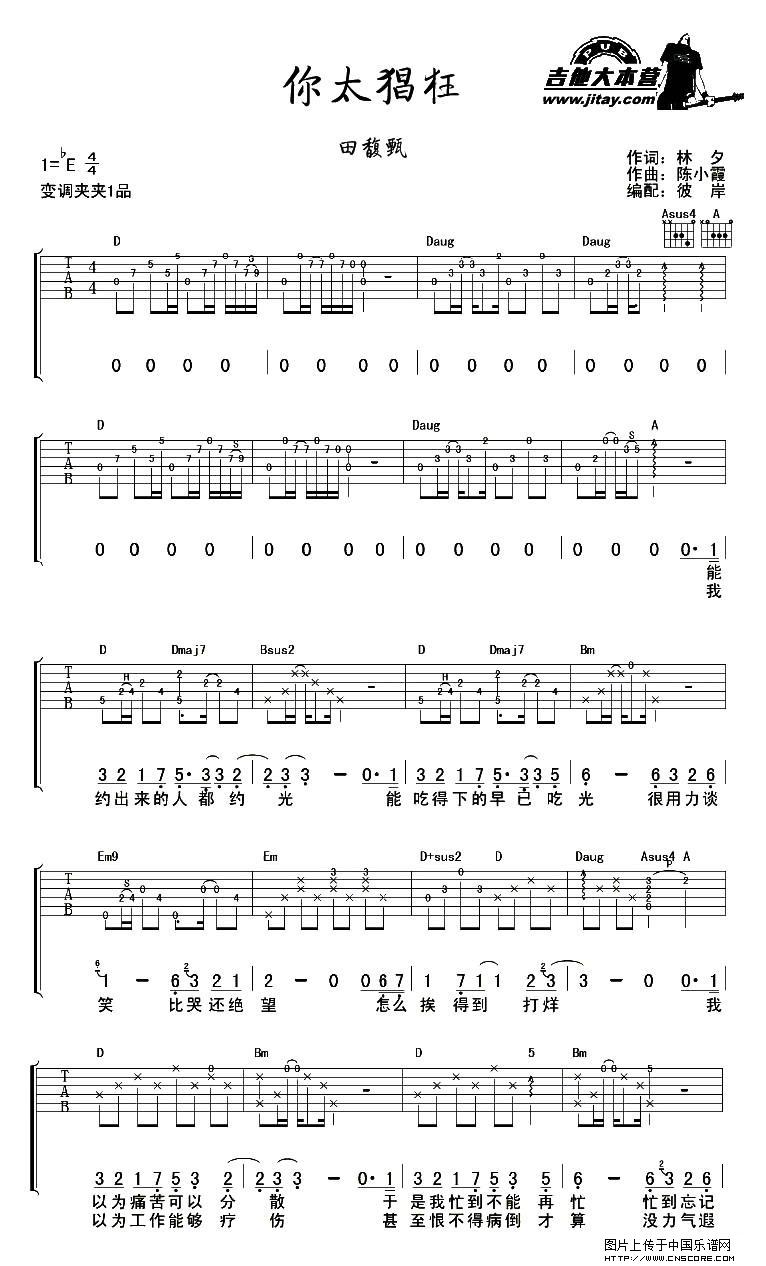 你太猖狂
PUB
吉他大本营
www.jitay.com
田馥甄
1=♭E 4/4
变调夹夹1品
作词：林 夕
作曲：陈小霞
编配：彼 岸
Asus4 A
D Daug Daug
T A B 4 4
0 0 0 0 0 0 0 0 0 0 0 0 0 0 0 0
D Daug A
T A B
0 0 0 0 0 0 0 0 0 0 0 0 0 0 0·1
能
我
D Dmaj7 Bsus2 D Dmaj7 Bm
T A B
3 2 1 7 5· 3 3 2 2 3 3 - 0·1 3 2 1 7 5· 3 3 5 6 - 6 3 2 6
约出来的人都约光 能 吃得下的早已吃光 很用力谈
Em9 Em D+sus2 D Daug Asus4 A
T A B
1 - 6 3 2 1 2 - 0 0 6 7 1 7 1 1 2 3 3 - 0 0·1
笑 比哭还绝望 怎么挨得到打烊 我
D Bm D 5 Bm
T A B
3 2 1 7 5 3 2 2 3 - 0·1 3 2 1 7 5 3 5 6 - 6 3 2 6
以为痛苦可以分散 于是我忙到不能再忙 忙到忘记
以为工作能够疗伤 甚至恨不得病倒才算 没力气遐
图片上传于中国乐谱网
www.cnscore.com